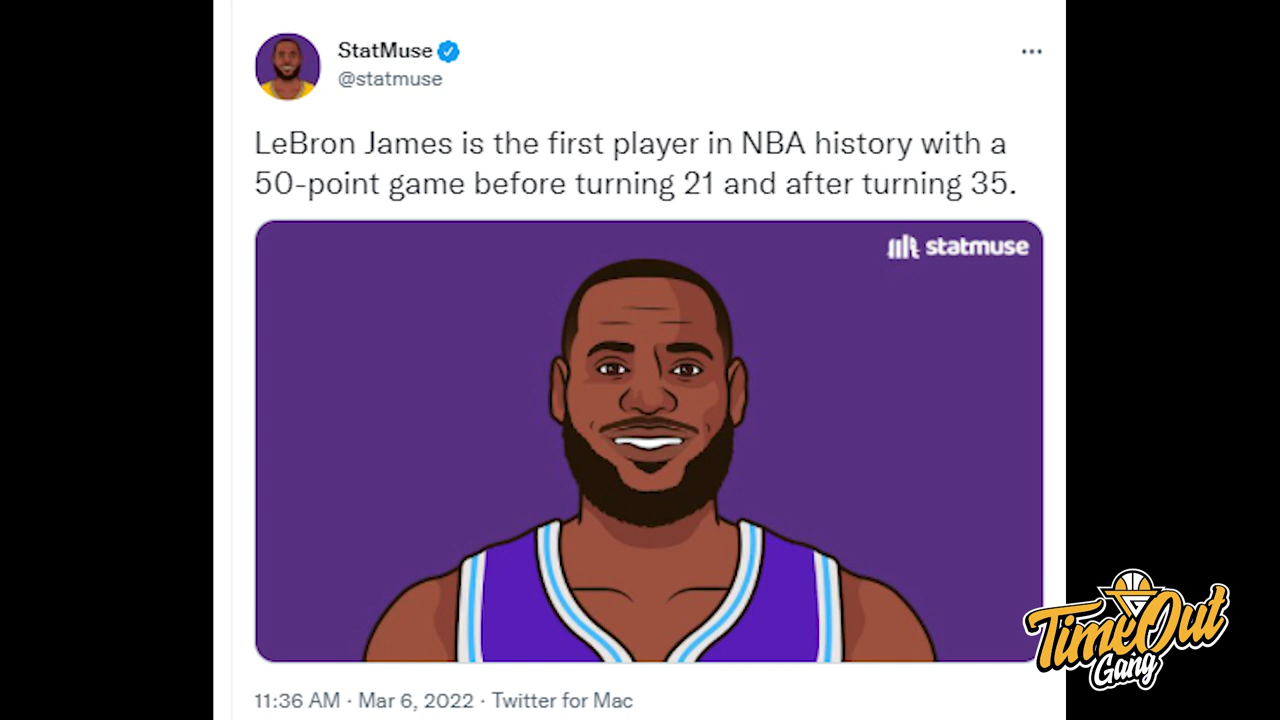 StatMuse
@statmuse
LeBron James is the first player in NBA history with a
50-point game before turning 21 and after turning 35.
statmuse
11:36 AM · Mar 6, 2022 · Twitter for Mac
TimeOut
Gang